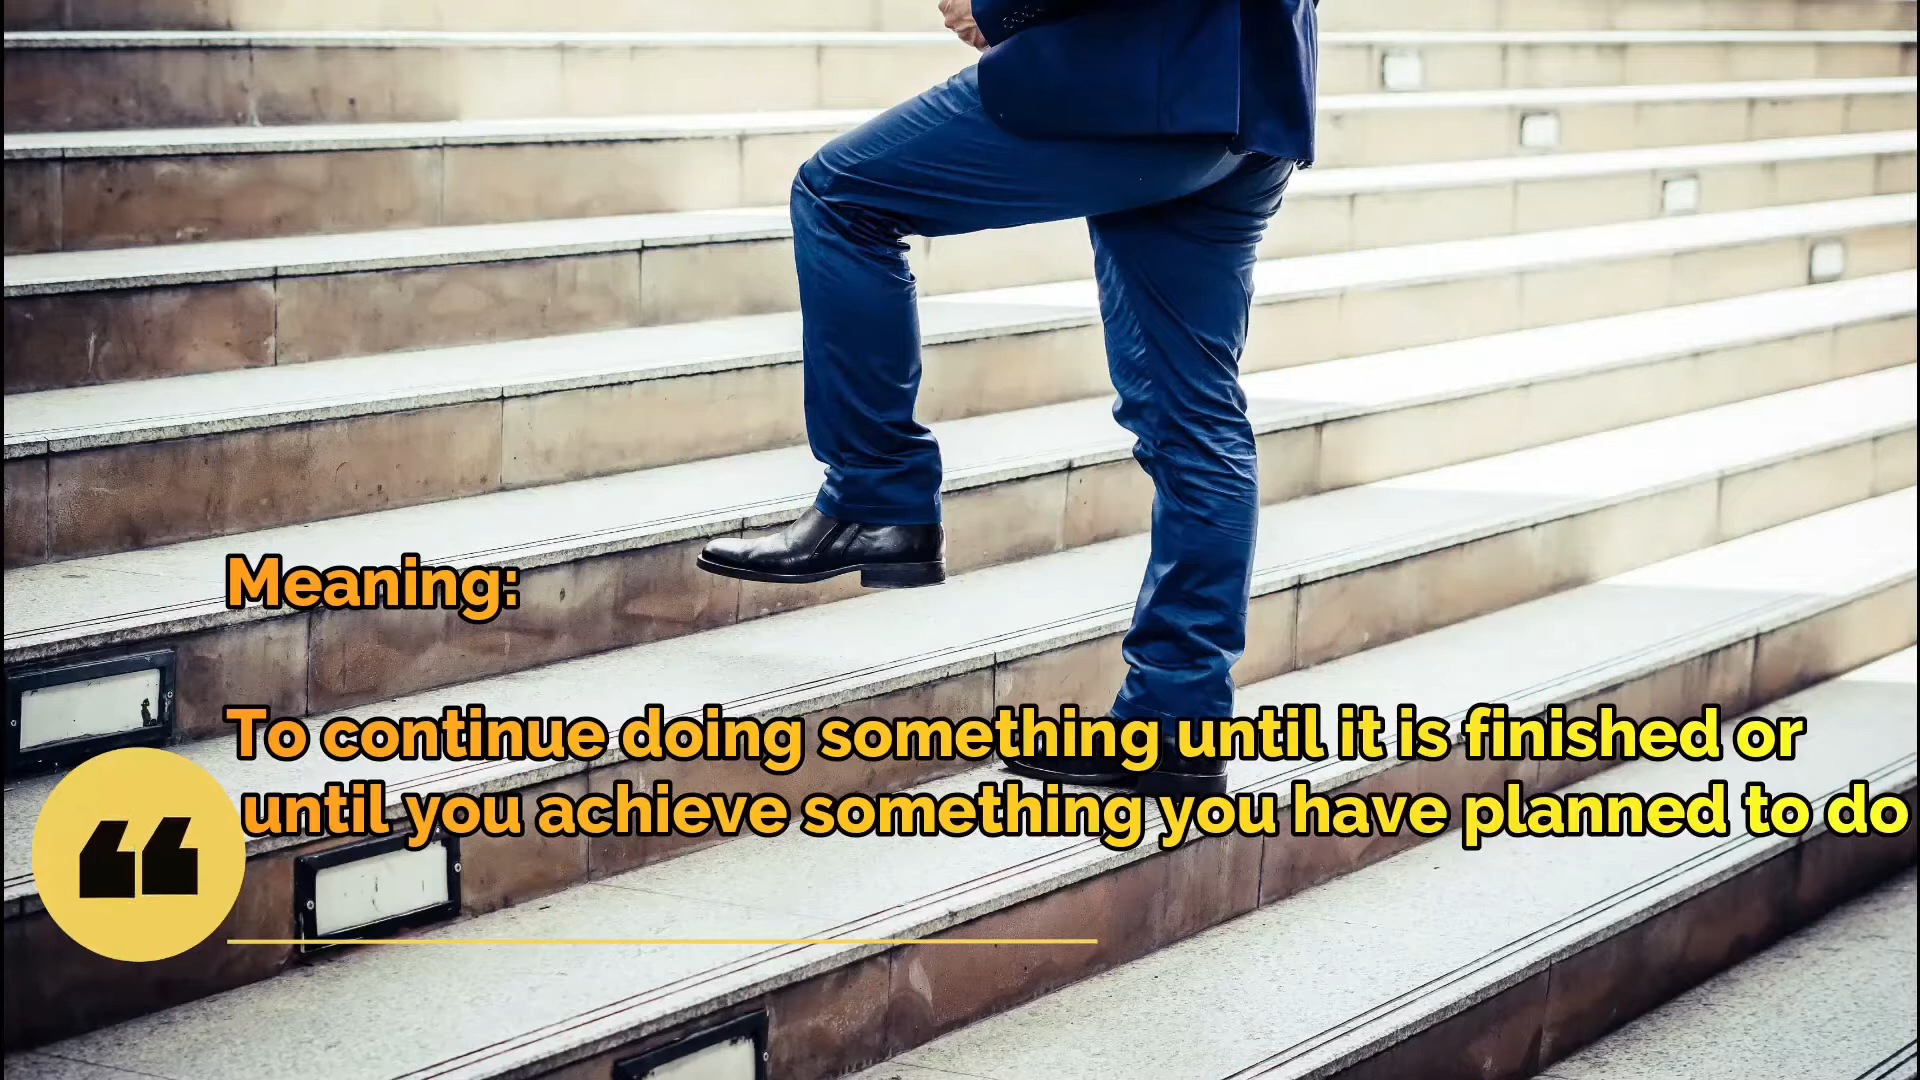 Meaning:
To continue doing something until it is finished or
until you achieve something you have planned to do